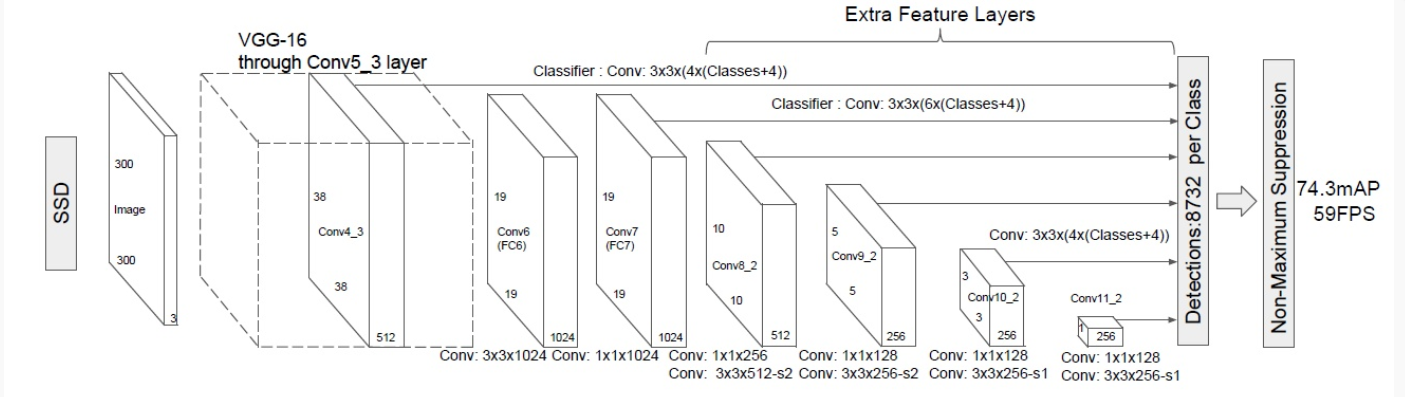 Extra Feature Layers
VGG-16
through Conv5_3 layer
Classifier : Conv: 3x3x(4x(Classes+4))
Classifier : Conv: 3x3x(6x(Classes+4))
SSD
300
Image
300
3
38
Conv4_3
38
512
19
Conv6
(FC6)
19
1024
19
Conv7
(FC7)
19
1024
10
Conv8_2
10
512
5
Conv9_2
5
256
Conv: 3x3x(4x(Classes+4))
3
Conv10_2
3
256
Conv11_2
1
256
Detections:8732 per Class
Non-Maximum Suppression
74.3mAP
59FPS
Conv: 3x3x1024
Conv: 1x1x1024
Conv: 1x1x256
Conv: 3x3x512-s2
Conv: 1x1x128
Conv: 3x3x256-s2
Conv: 1x1x128
Conv: 3x3x256-s1
Conv: 1x1x128
Conv: 3x3x256-s1